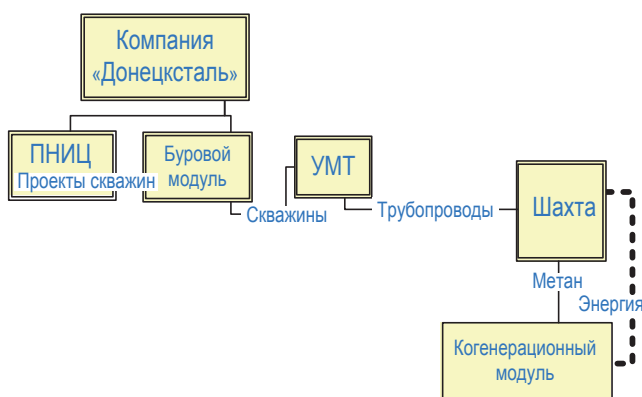 Компания
«Донецксталь»
ПНИЦ
Проекты скважин
Буровой
модуль
УМТ
Скважины
Трубопроводы
Шахта
Метан
Энергия
Когенерационный
модуль